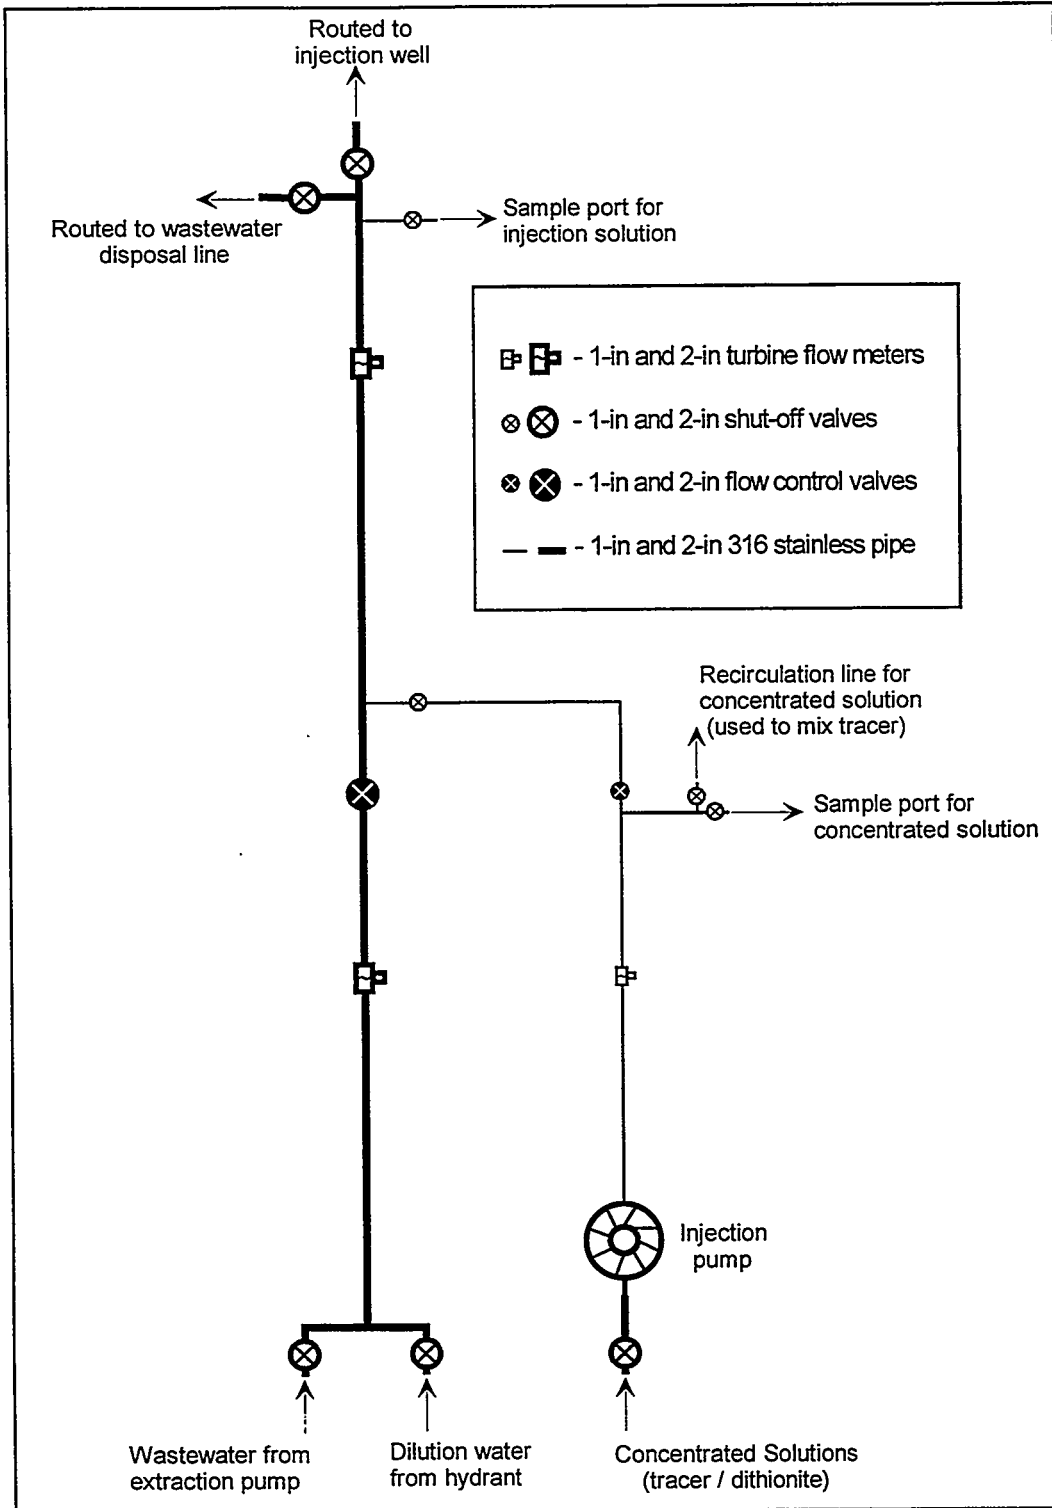 Routed to
injection well
Routed to wastewater
disposal line
Sample port for
injection solution
- 1-in and 2-in turbine flow meters
- 1-in and 2-in shut-off valves
- 1-in and 2-in flow control valves
- 1-in and 2-in 316 stainless pipe
Recirculation line for
concentrated solution
(used to mix tracer)
Sample port for
concentrated solution
Injection
pump
Wastewater from
extraction pump
Dilution water
from hydrant
Concentrated Solutions
(tracer / dithionite)